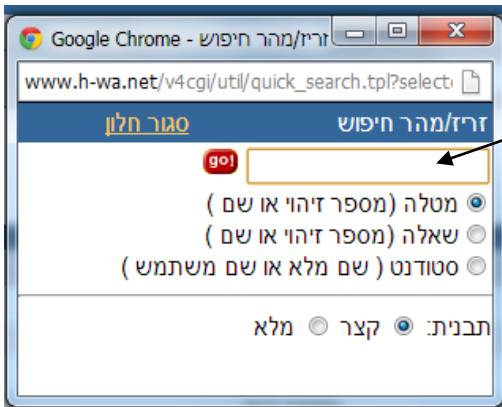 זריז/מהר חיפוש - Google Chrome
www.h-wa.net/v4cgi/util/quick_search.tpl?select
זריז/מהר חיפוש סגור חלון
go!
מטלה (מספר זיהוי או שם )
שאלה (מספר זיהוי או שם )
סטודנט ( שם מלא או שם משתמש )
תבנית: קצר מלא